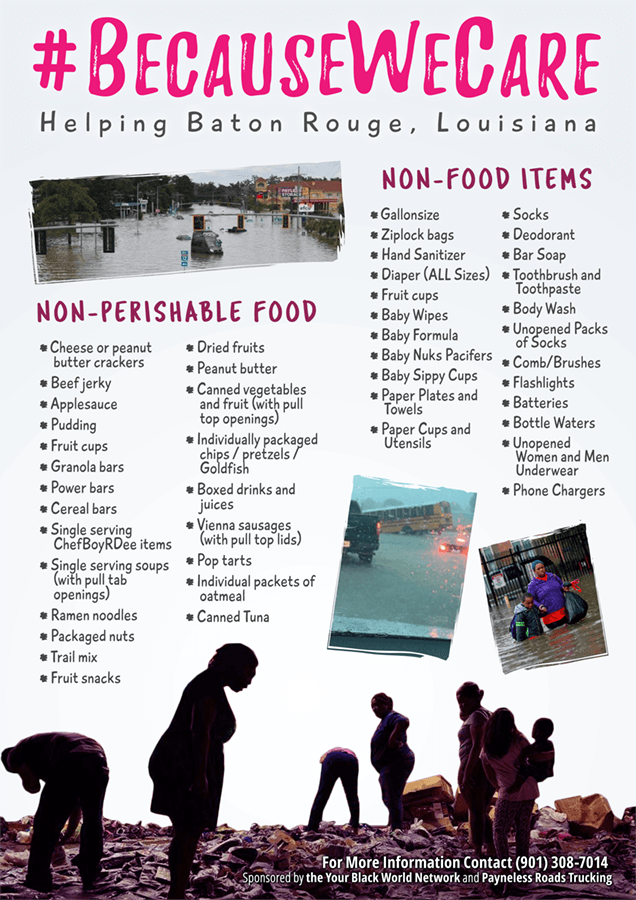 #BECAUSEWECARE
Helping Baton Rouge, Louisiana
NON-PERISHABLE FOOD
Cheese or peanut
butter crackers
Beef jerky
Applesauce
Pudding
Fruit cups
Granola bars
Power bars
Cereal bars
Single serving
ChefBoyRDee items
Single serving soups
(with pull tab
openings)
Ramen noodles
Packaged nuts
Trail mix
Fruit snacks
Dried fruits
Peanut butter
Canned vegetables
and fruit (with pull
top openings)
Individually packaged
chips / pretzels /
Goldfish
Boxed drinks and
juices
Vienna sausages
(with pull top lids)
Pop tarts
Individual packets of
oatmeal
Canned Tuna
NON-FOOD ITEMS
Gallonsize
Ziplock bags
Hand Sanitizer
Diaper (ALL Sizes)
Fruit cups
Baby Wipes
Baby Formula
Baby Nuks Pacifers
Baby Sippy Cups
Paper Plates and
Towels
Paper Cups and
Utensils
Socks
Deodorant
Bar Soap
Toothbrush and
Toothpaste
Body Wash
Unopened Packs
of Socks
Comb/Brushes
Flashlights
Batteries
Bottle Waters
Unopened
Women and Men
Underwear
Phone Chargers
For More Information Contact (901) 308-7014
Sponsored by the Your Black World Network and Payneless Roads Trucking